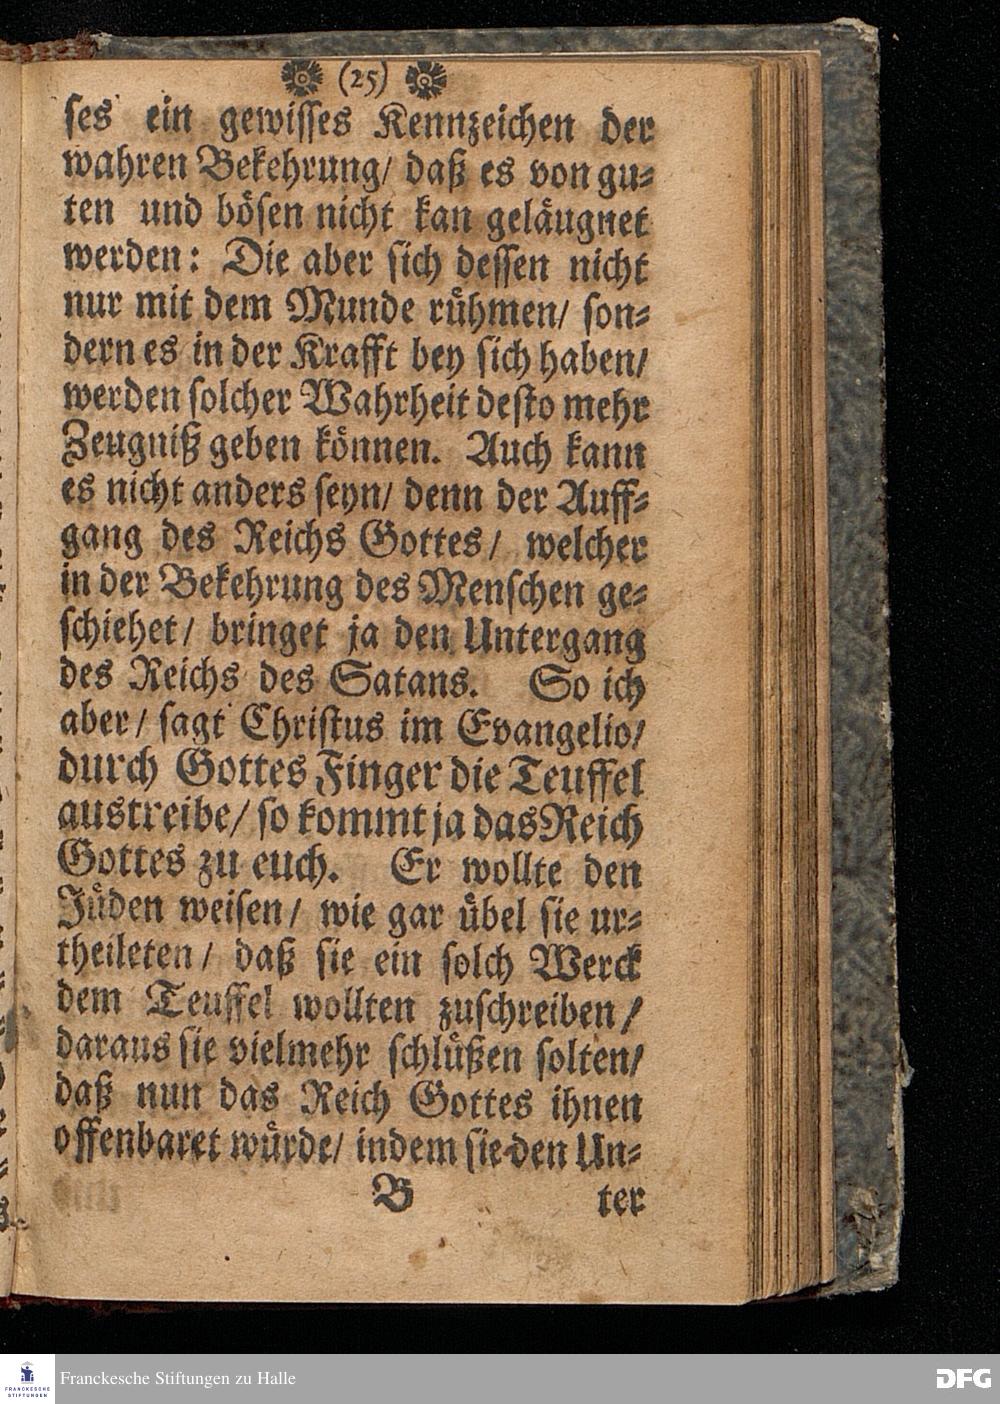 (25)
ses ein gewisses Kennzeichen der
wahren Bekehrung/ daß es von gu-
ten und bösen nicht kan geläugnet
werden: Die aber sich dessen nicht
nur mit dem Munde rühmen/ son-
dern es in der Krafft bey sich haben/
werden solcher Wahrheit desto mehr
Zeugniß geben können. Auch kann
es nicht anders seyn/ denn der Auff-
gang des Reichs Gottes/ welcher
in der Bekehrung des Menschen ge-
schiehet/ bringet ja den Untergang
des Reichs des Satans. So ich
aber/ sagt Christus im Evangelio/
durch Gottes Finger die Teuffel
austreibe/ so kommt ja das Reich
Gottes zu euch. Er wollte den
Jüden weisen/ wie gar übel sie ur-
theileten/ daß sie ein solch Werck
dem Teuffel wollten zuschreiben/
daraus sie vielmehr schlüßen solten/
daß nun das Reich Gottes ihnen
offenbaret würde/ indem sie den Un-
B ter
FRANCKESCHE
STIFTUNGEN
Franckesche Stiftungen zu Halle
DFG